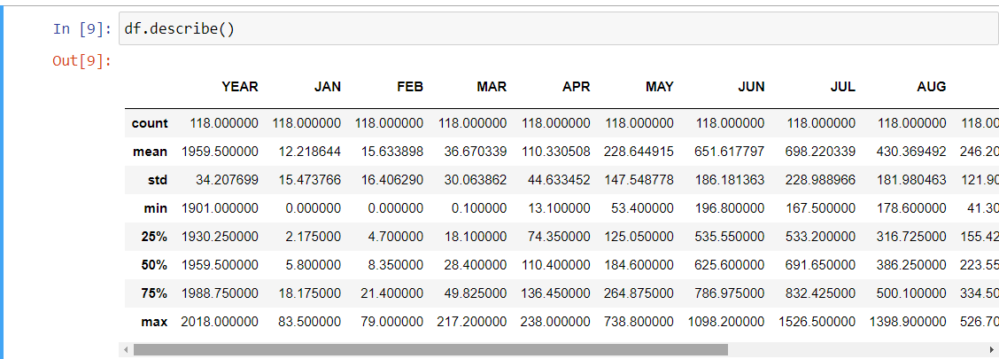 In [9]: df.describe()
Out[9]:
YEAR JAN FEB MAR APR MAY JUN JUL AUG
count 118.000000 118.000000 118.000000 118.000000 118.000000 118.000000 118.000000 118.000000 118.000000 118.00
mean 1959.500000 12.218644 15.633898 36.670339 110.330508 228.644915 651.617797 698.220339 430.369492 246.20
std 34.207699 15.473766 16.406290 30.063862 44.633452 147.548778 186.181363 228.988966 181.980463 121.90
min 1901.000000 0.000000 0.000000 0.100000 13.100000 53.400000 196.800000 167.500000 178.600000 41.30
25% 1930.250000 2.175000 4.700000 18.100000 74.350000 125.050000 535.550000 533.200000 316.725000 155.42
50% 1959.500000 5.800000 8.350000 28.400000 110.400000 184.600000 625.600000 691.650000 386.250000 223.55
75% 1988.750000 18.175000 21.400000 49.825000 136.450000 264.875000 786.975000 832.425000 500.100000 334.50
max 2018.000000 83.500000 79.000000 217.200000 238.000000 738.800000 1098.200000 1526.500000 1398.900000 526.70